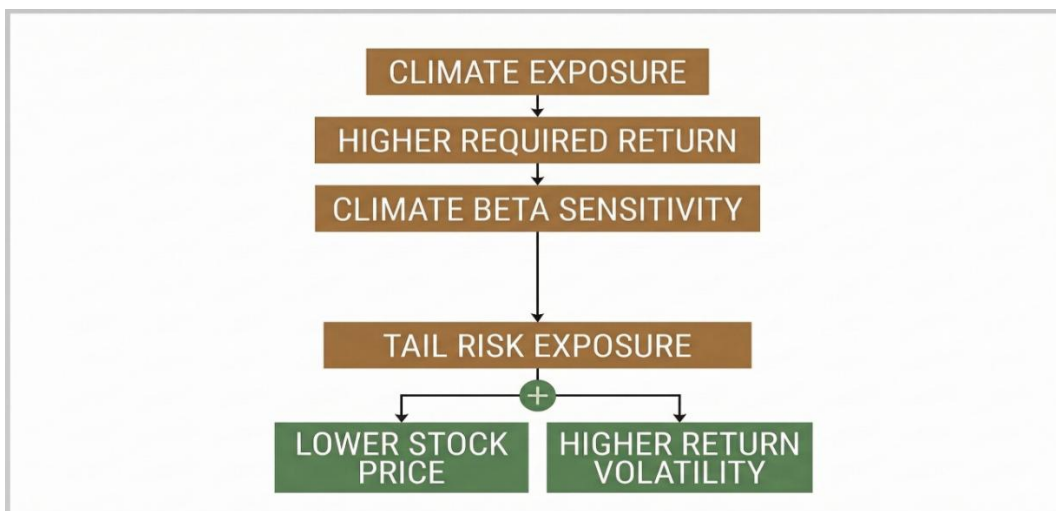 CLIMATE EXPOSURE
HIGHER REQUIRED RETURN
CLIMATE BETA SENSITIVITY
TAIL RISK EXPOSURE
+
LOWER STOCK
PRICE
HIGHER RETURN
VOLATILITY